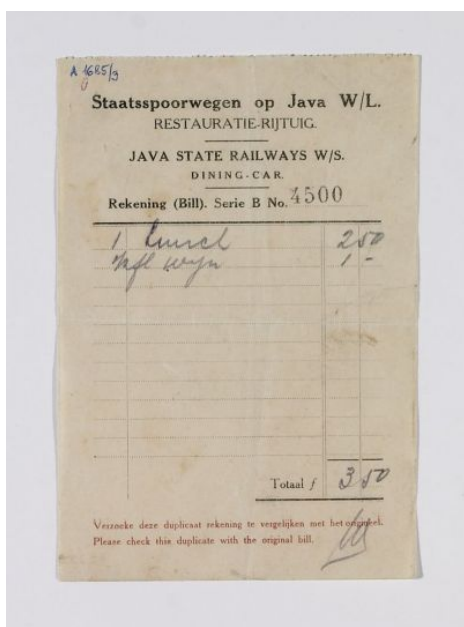 A 1685/9
Staatsspoorwegen op Java W/L.
RESTAURATIE-RIJTUIG.
JAVA STATE RAILWAYS W/S.
DINING-CAR.
Rekening (Bill). Serie B No. 4500
1 lunch 2 50
½ fl wijn 1 -
Totaal f 3 50
Verzoeke deze duplicaat rekening te vergelijken met het origineel.
Please check this duplicate with the original bill.